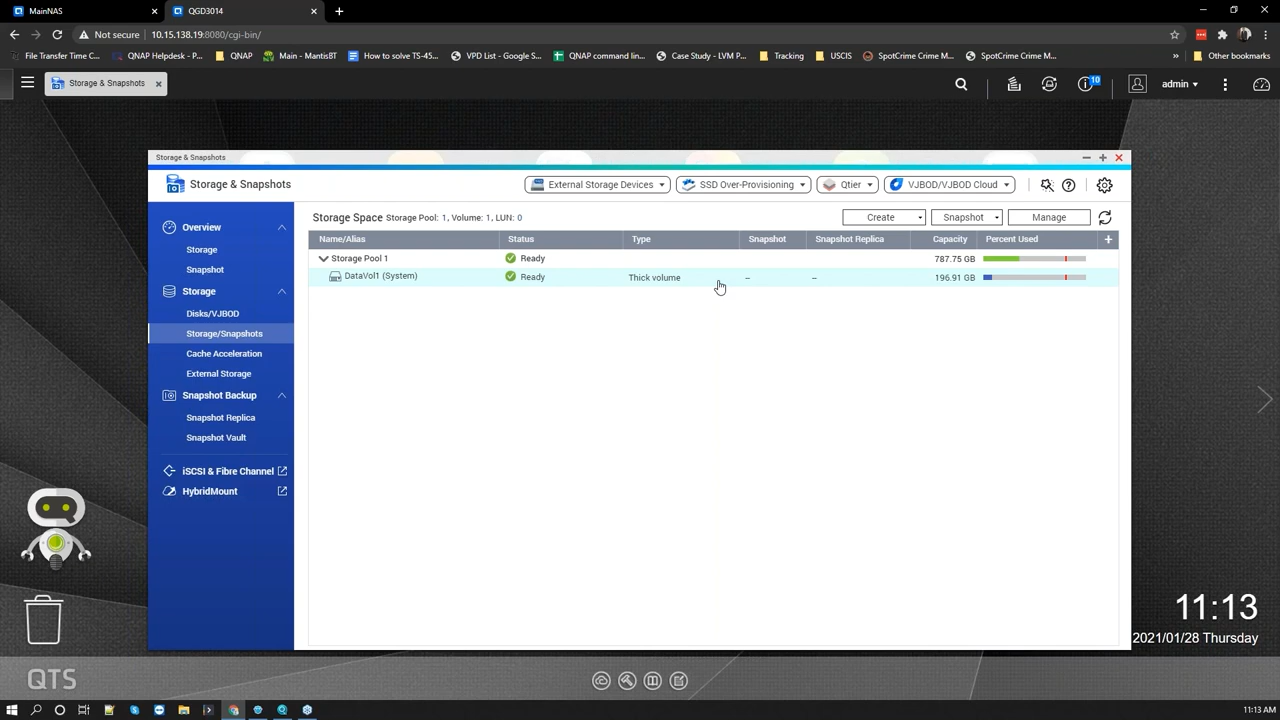 MainNAS
QGD3014
Not secure 10.15.138.19:8080/cgi-bin/
File Transfer Time C... QNAP Helpdesk - P... QNAP Main - MantisBT How to solve TS-45... VPD List - Google S... QNAP command lin... Case Study - LVM P... Tracking USCIS SpotCrime Crime M... SpotCrime Crime M... » Other bookmarks
Storage & Snapshots
10
admin
Storage & Snapshots
Storage & Snapshots
External Storage Devices
SSD Over-Provisioning
Qtier
VJBOD/VJBOD Cloud
Overview
Storage
Snapshot
Storage
Disks/VJBOD
Storage/Snapshots
Cache Acceleration
External Storage
Snapshot Backup
Snapshot Replica
Snapshot Vault
iSCSI & Fibre Channel
HybridMount
Storage Space Storage Pool: 1, Volume: 1, LUN: 0
Create
Snapshot
Manage
Name/Alias Status Type Snapshot Snapshot Replica Capacity Percent Used
Storage Pool 1 Ready 787.75 GB
DataVol1 (System) Ready Thick volume -- -- 196.91 GB
11:13
2021/01/28 Thursday
QTS
11:13 AM